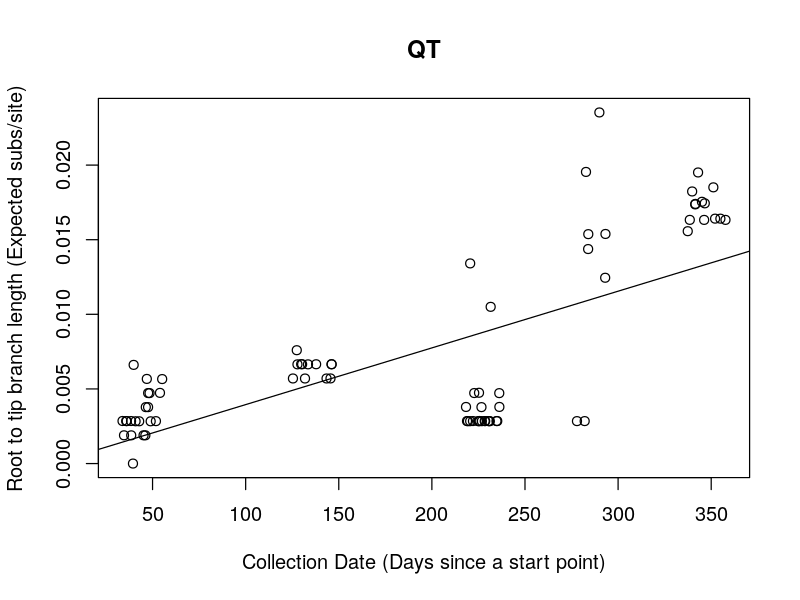 QT
Root to tip branch length (Expected subs/site)
0.020
0.015
0.010
0.005
0.000
50 100 150 200 250 300 350
Collection Date (Days since a start point)